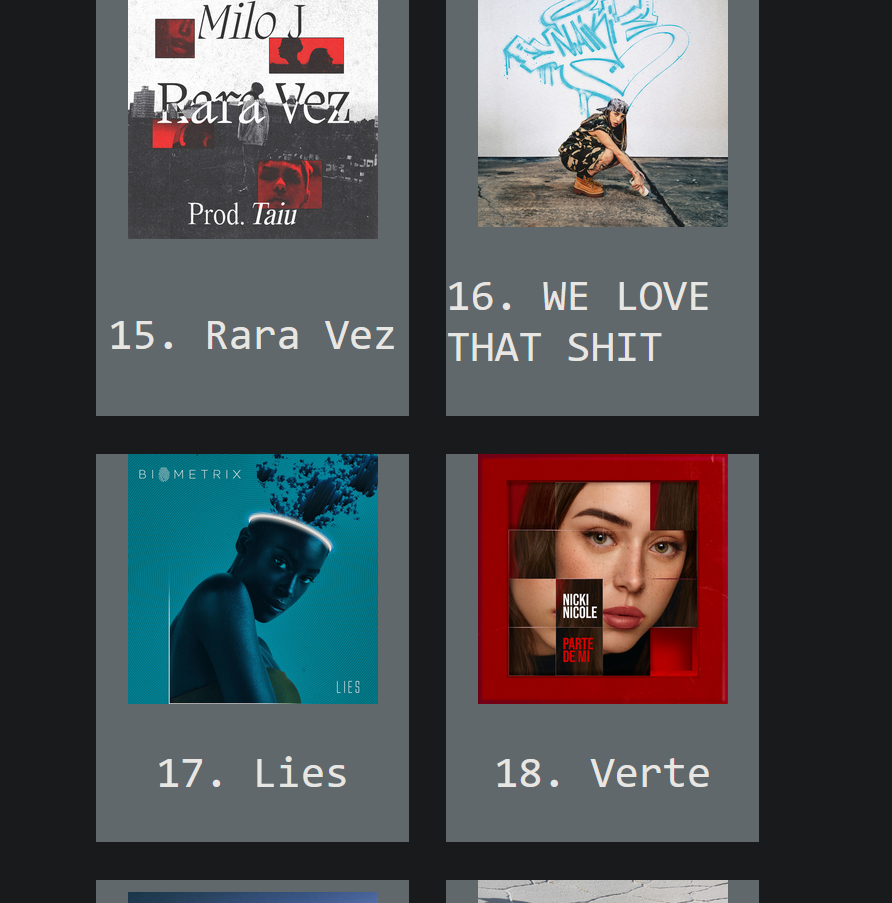 Milo J
Rara Vez
Prod. Taiu
15. Rara Vez
16. WE LOVE
THAT SHIT
BIOMETRIX
LIES
17. Lies
NICKI
NICOLE
PARTE
DE MÍ
18. Verte